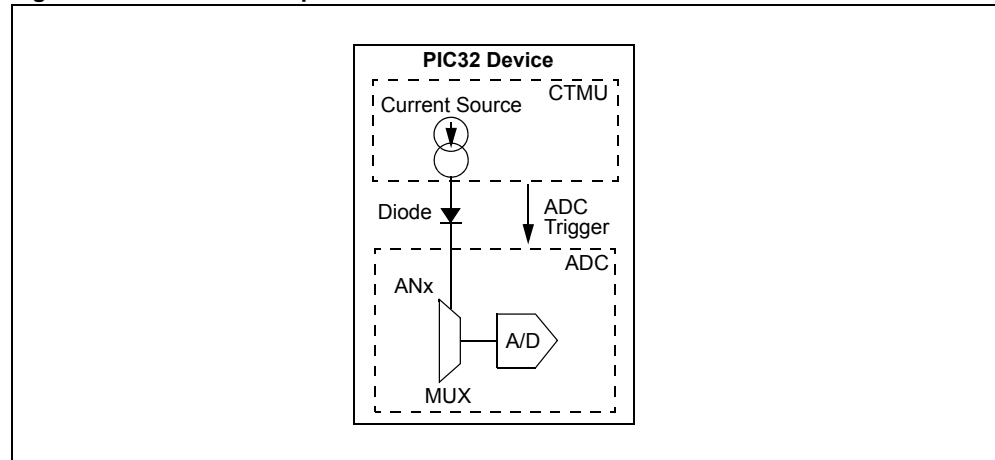 PIC32 Device
CTMU
Current Source
Diode
ADC
Trigger
ADC
ANx
A/D
MUX